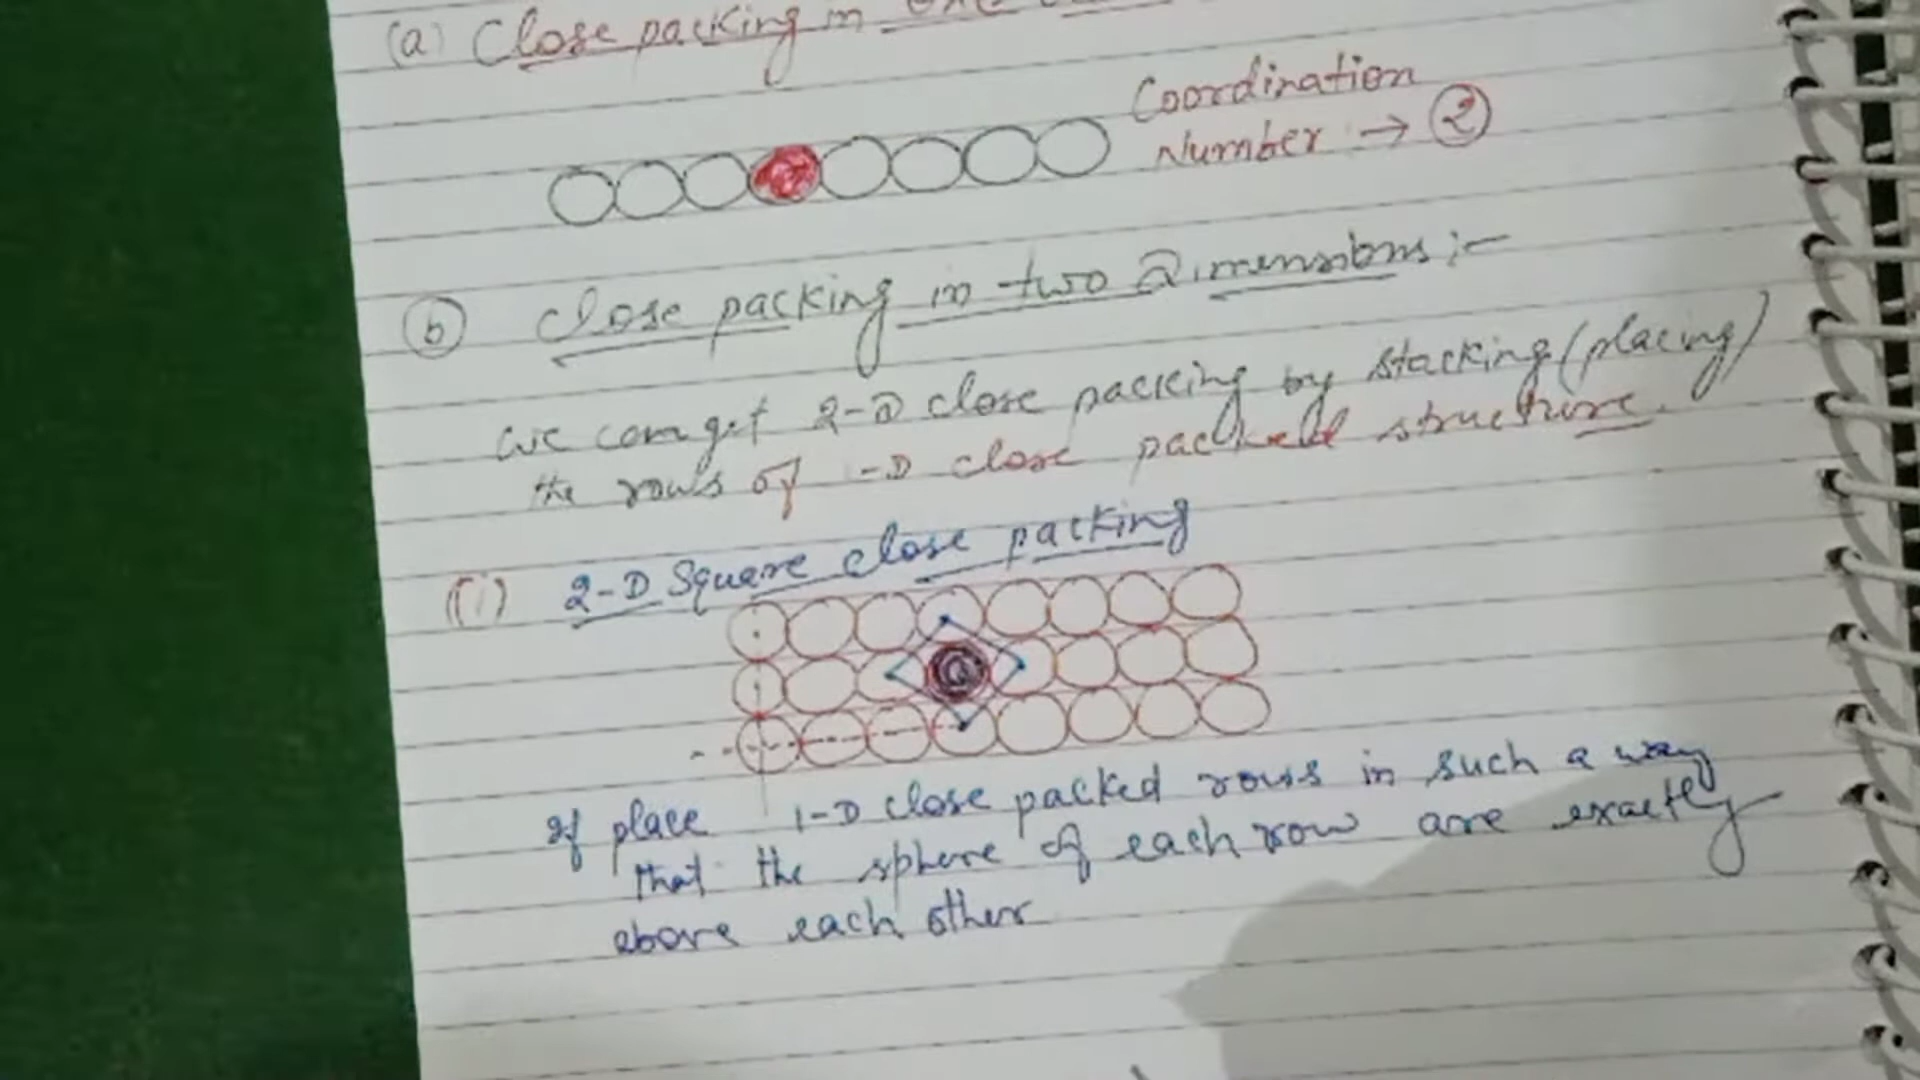 (a) Close packing in one
Coordination
Number → 2
(b) Close packing in two Dimensions :-
We can get 2-D close packing by stacking (placing)
the rows of -D close packed structure.
(i) 2-D Square close packing
If place 1-D close packed rows in such a way
that the sphere of each row are exactly
above each other